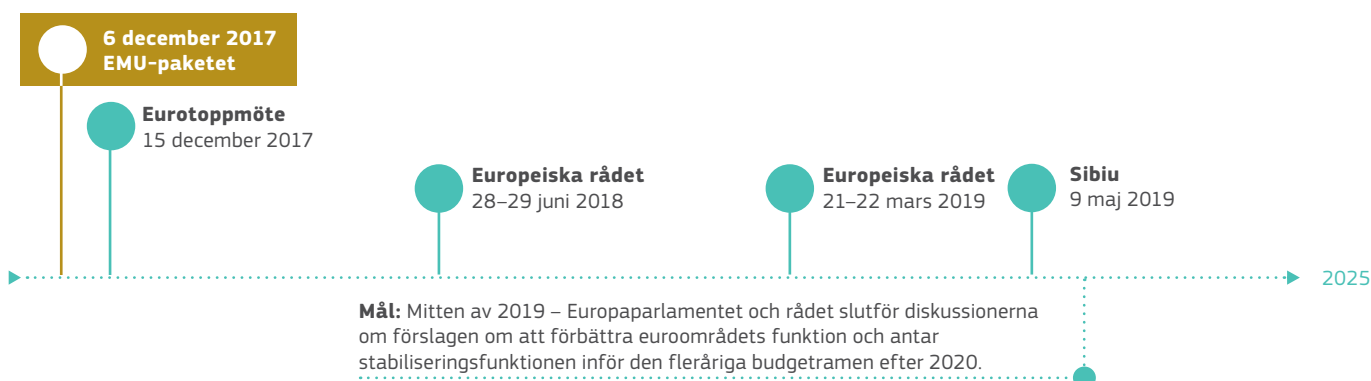 6 december 2017
EMU-paketet
Eurotoppmöte
15 december 2017
Europeiska rådet
28–29 juni 2018
Europeiska rådet
21–22 mars 2019
Sibiu
9 maj 2019
2025
Mål: Mitten av 2019 – Europaparlamentet och rådet slutför diskussionerna
om förslagen om att förbättra euroområdets funktion och antar
stabiliseringsfunktionen inför den fleråriga budgetramen efter 2020.